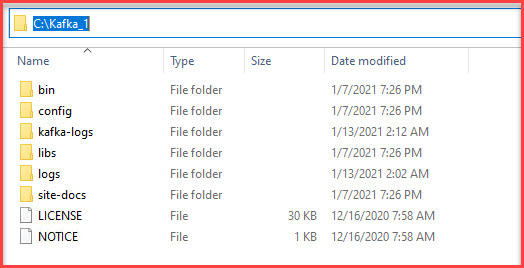 C:\Kafka_1
Name Type Size Date modified
bin File folder 1/7/2021 7:26 PM
config File folder 1/7/2021 7:26 PM
kafka-logs File folder 1/13/2021 2:12 AM
libs File folder 1/7/2021 7:26 PM
logs File folder 1/13/2021 2:02 AM
site-docs File folder 1/7/2021 7:26 PM
LICENSE File 30 KB 12/16/2020 7:58 AM
NOTICE File 1 KB 12/16/2020 7:58 AM